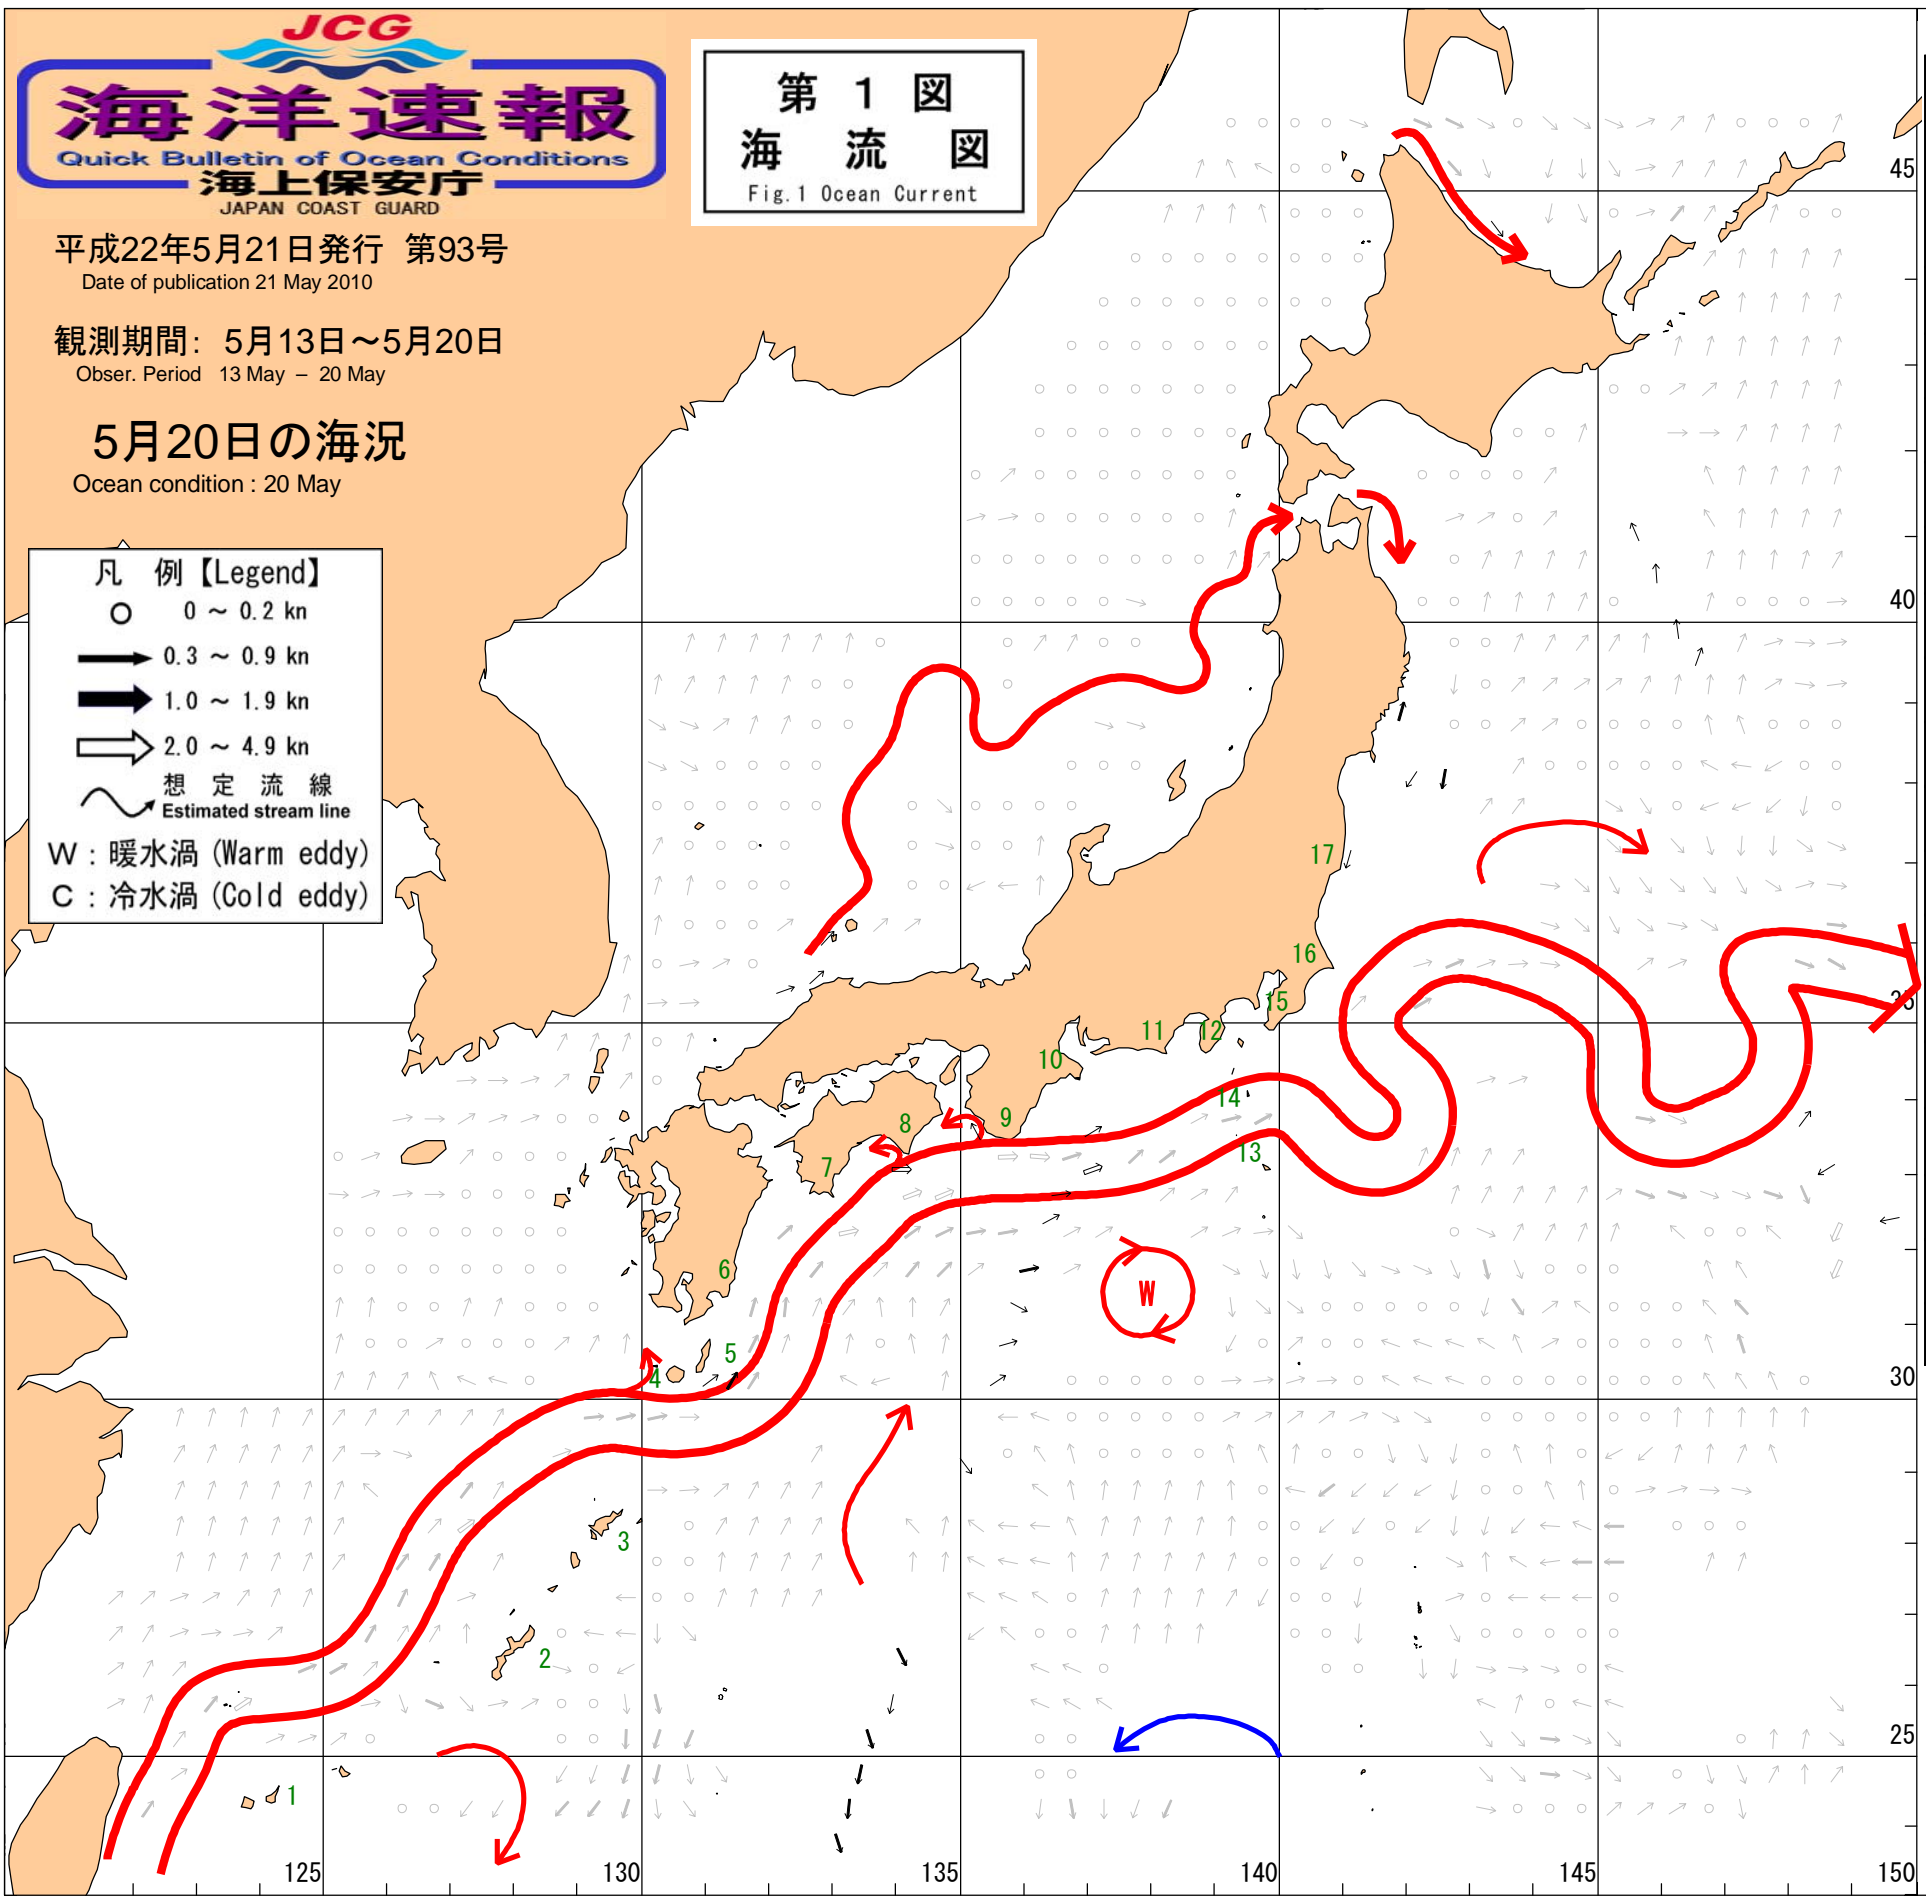 JCG
海洋速報
Quick Bulletin of Ocean Conditions
海上保安庁
JAPAN COAST GUARD
第 1 図
海 流 図
Fig.1 Ocean Current
平成22年5月21日発行 第93号
Date of publication 21 May 2010
観測期間: 5月13日～5月20日
Obser. Period 13 May – 20 May
5月20日の海況
Ocean condition : 20 May
凡 例【Legend】
0 ～ 0.2 kn
0.3 ～ 0.9 kn
1.0 ～ 1.9 kn
2.0 ～ 4.9 kn
想 定 流 線
Estimated stream line
W : 暖水渦 (Warm eddy)
C : 冷水渦 (Cold eddy)
45
40
35
30
25
125
130
135
140
145
150
17
16
15
12
11
10
14
13
9
8
7
6
5
4
3
2
1
W